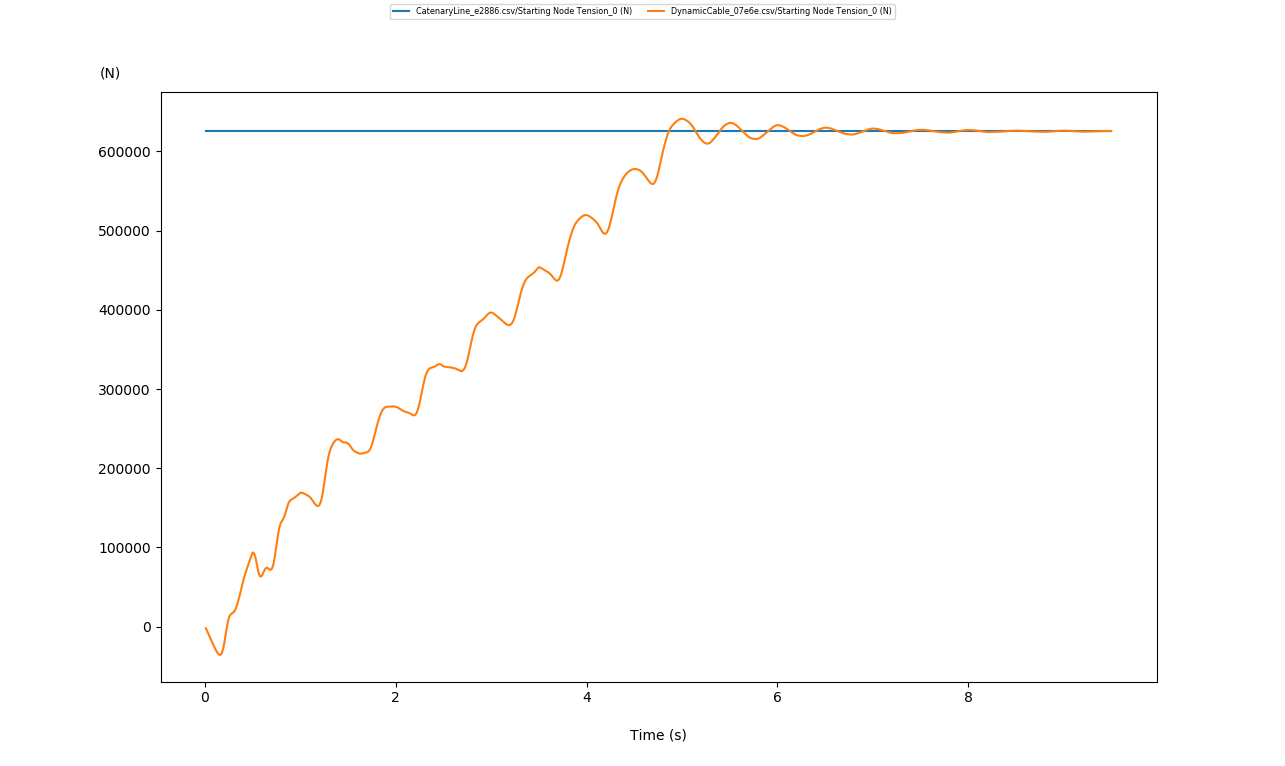 CatenaryLine_e2886.csv/Starting Node Tension_0 (N) DynamicCable_07e6e.csv/Starting Node Tension_0 (N)
(N)
600000
500000
400000
300000
200000
100000
0
0 2 4 6 8
Time (s)